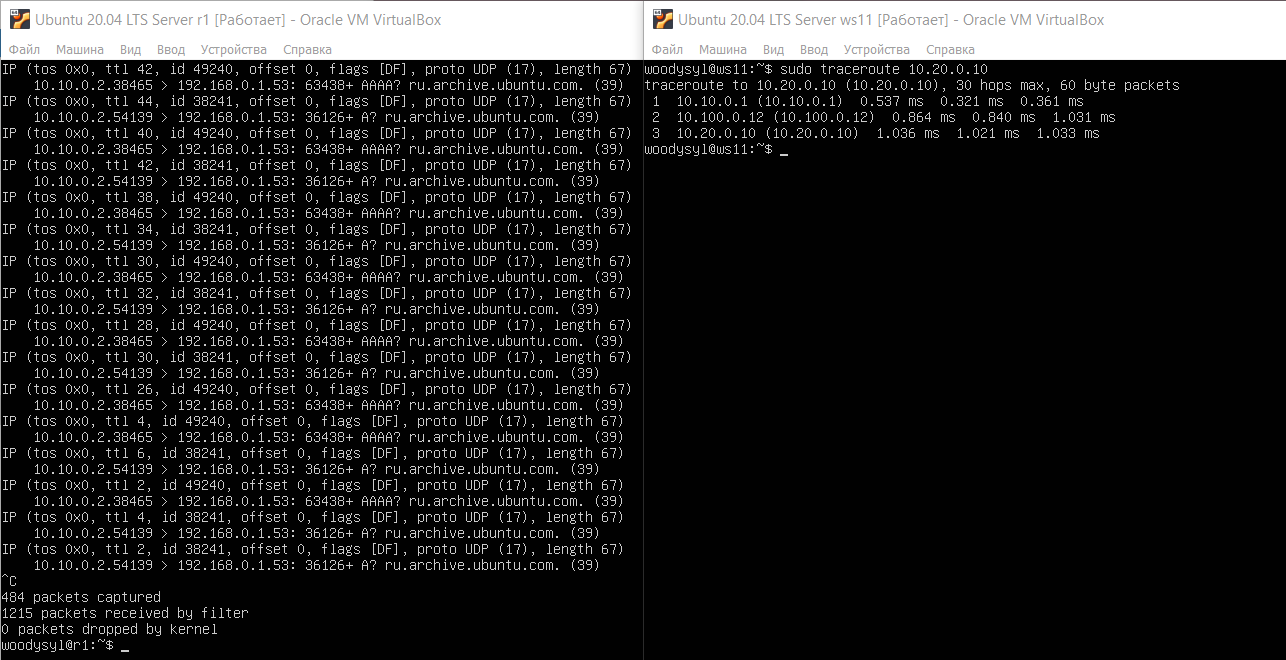 Ubuntu 20.04 LTS Server r1 [Работает] - Oracle VM VirtualBox
Файл Машина Вид Ввод Устройства Справка
IP (tos 0x0, ttl 42, id 49240, offset 0, flags [DF], proto UDP (17), length 67)
    10.10.0.2.38465 > 192.168.0.1.53: 63438+ AAAA? ru.archive.ubuntu.com. (39)
IP (tos 0x0, ttl 44, id 38241, offset 0, flags [DF], proto UDP (17), length 67)
    10.10.0.2.54139 > 192.168.0.1.53: 36126+ A? ru.archive.ubuntu.com. (39)
IP (tos 0x0, ttl 40, id 49240, offset 0, flags [DF], proto UDP (17), length 67)
    10.10.0.2.38465 > 192.168.0.1.53: 63438+ AAAA? ru.archive.ubuntu.com. (39)
IP (tos 0x0, ttl 42, id 38241, offset 0, flags [DF], proto UDP (17), length 67)
    10.10.0.2.54139 > 192.168.0.1.53: 36126+ A? ru.archive.ubuntu.com. (39)
IP (tos 0x0, ttl 38, id 49240, offset 0, flags [DF], proto UDP (17), length 67)
    10.10.0.2.38465 > 192.168.0.1.53: 63438+ AAAA? ru.archive.ubuntu.com. (39)
IP (tos 0x0, ttl 34, id 38241, offset 0, flags [DF], proto UDP (17), length 67)
    10.10.0.2.54139 > 192.168.0.1.53: 36126+ A? ru.archive.ubuntu.com. (39)
IP (tos 0x0, ttl 30, id 49240, offset 0, flags [DF], proto UDP (17), length 67)
    10.10.0.2.38465 > 192.168.0.1.53: 63438+ AAAA? ru.archive.ubuntu.com. (39)
IP (tos 0x0, ttl 32, id 38241, offset 0, flags [DF], proto UDP (17), length 67)
    10.10.0.2.54139 > 192.168.0.1.53: 36126+ A? ru.archive.ubuntu.com. (39)
IP (tos 0x0, ttl 28, id 49240, offset 0, flags [DF], proto UDP (17), length 67)
    10.10.0.2.38465 > 192.168.0.1.53: 63438+ AAAA? ru.archive.ubuntu.com. (39)
IP (tos 0x0, ttl 30, id 38241, offset 0, flags [DF], proto UDP (17), length 67)
    10.10.0.2.54139 > 192.168.0.1.53: 36126+ A? ru.archive.ubuntu.com. (39)
IP (tos 0x0, ttl 26, id 49240, offset 0, flags [DF], proto UDP (17), length 67)
    10.10.0.2.38465 > 192.168.0.1.53: 63438+ AAAA? ru.archive.ubuntu.com. (39)
IP (tos 0x0, ttl 4, id 49240, offset 0, flags [DF], proto UDP (17), length 67)
    10.10.0.2.38465 > 192.168.0.1.53: 63438+ AAAA? ru.archive.ubuntu.com. (39)
IP (tos 0x0, ttl 6, id 38241, offset 0, flags [DF], proto UDP (17), length 67)
    10.10.0.2.54139 > 192.168.0.1.53: 36126+ A? ru.archive.ubuntu.com. (39)
IP (tos 0x0, ttl 2, id 49240, offset 0, flags [DF], proto UDP (17), length 67)
    10.10.0.2.38465 > 192.168.0.1.53: 63438+ AAAA? ru.archive.ubuntu.com. (39)
IP (tos 0x0, ttl 4, id 38241, offset 0, flags [DF], proto UDP (17), length 67)
    10.10.0.2.54139 > 192.168.0.1.53: 36126+ A? ru.archive.ubuntu.com. (39)
IP (tos 0x0, ttl 2, id 38241, offset 0, flags [DF], proto UDP (17), length 67)
    10.10.0.2.54139 > 192.168.0.1.53: 36126+ A? ru.archive.ubuntu.com. (39)
^C
484 packets captured
1215 packets received by filter
0 packets dropped by kernel
woodysyl@r1:~$ _
Ubuntu 20.04 LTS Server ws11 [Работает] - Oracle VM VirtualBox
Файл Машина Вид Ввод Устройства Справка
woodysyl@ws11:~$ sudo traceroute 10.20.0.10
traceroute to 10.20.0.10 (10.20.0.10), 30 hops max, 60 byte packets
 1  10.10.0.1 (10.10.0.1)  0.537 ms  0.321 ms  0.361 ms
 2  10.100.0.12 (10.100.0.12)  0.864 ms  0.840 ms  1.031 ms
 3  10.20.0.10 (10.20.0.10)  1.036 ms  1.021 ms  1.033 ms
woodysyl@ws11:~$ _